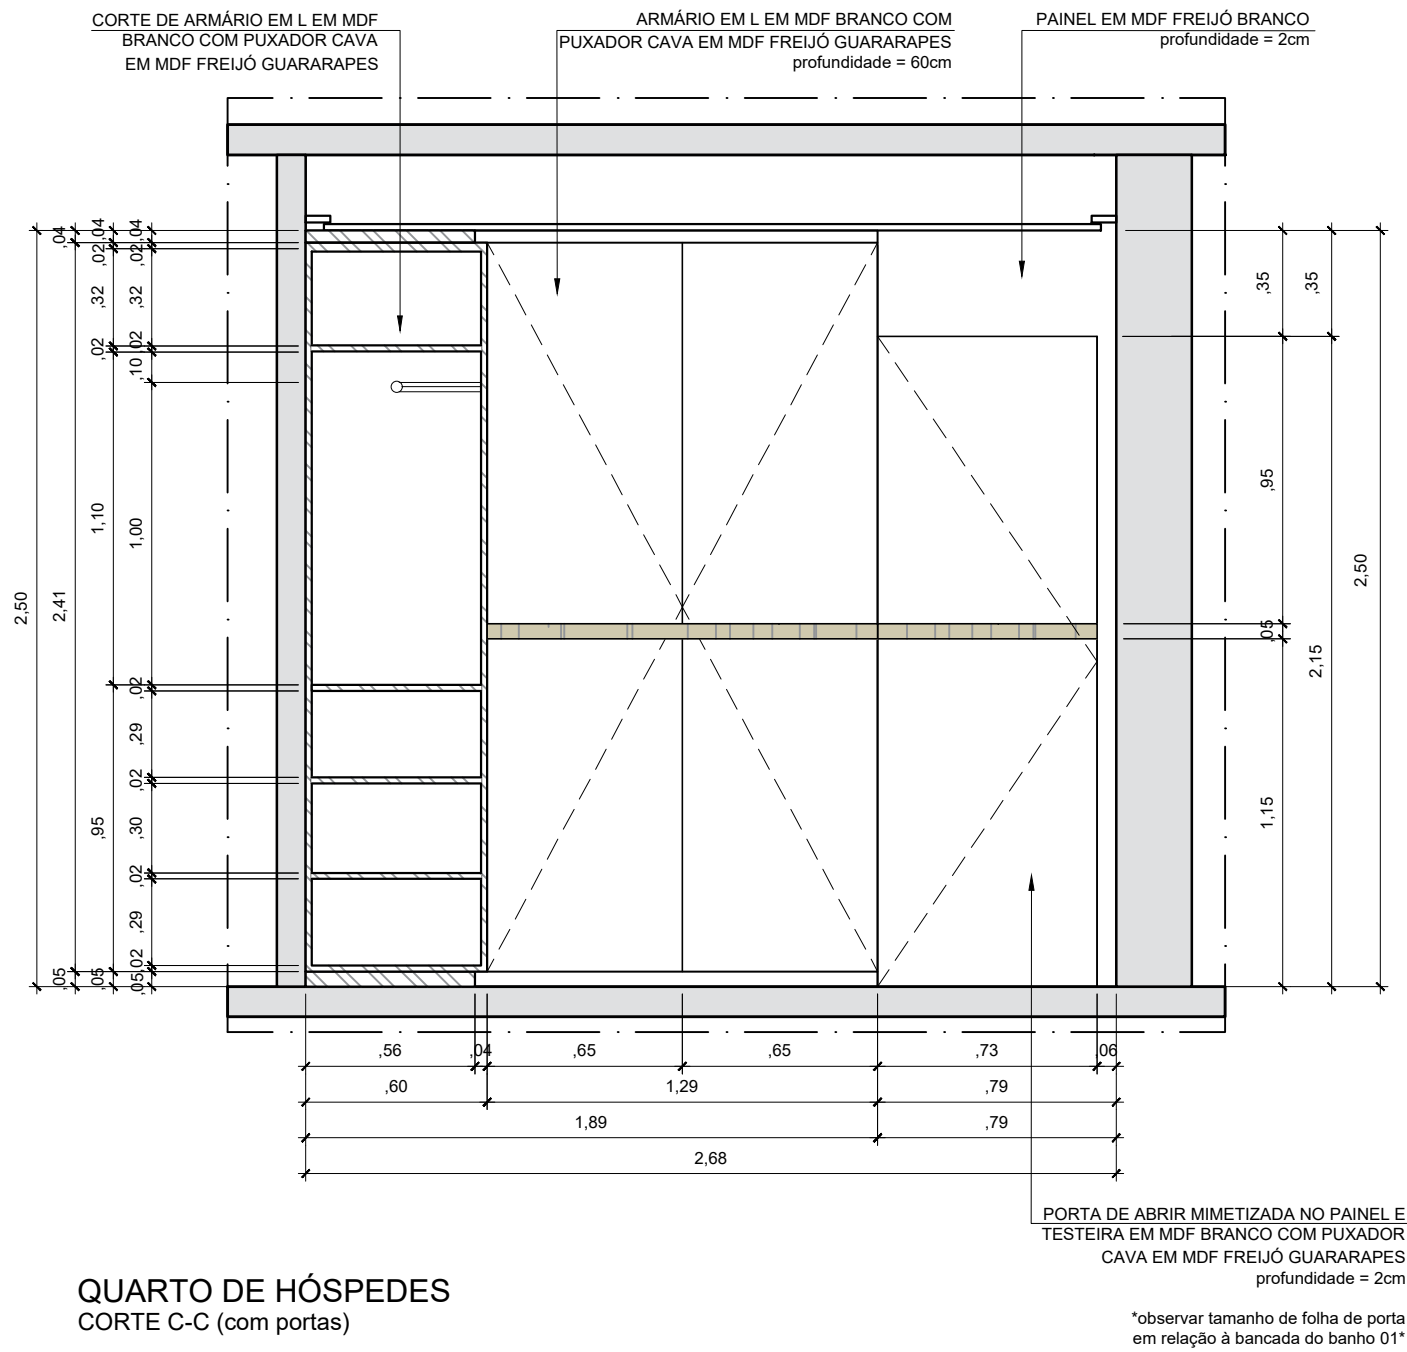 CORTE DE ARMÁRIO EM L EM MDF
BRANCO COM PUXADOR CAVA
EM MDF FREIJÓ GUARARAPES
ARMÁRIO EM L EM MDF BRANCO COM
PUXADOR CAVA EM MDF FREIJÓ GUARARAPES
profundidade = 60cm
PAINEL EM MDF FREIJÓ BRANCO
profundidade = 2cm
2,50
,04
2,41
,05
,04
,02
,32
,02
1,10
,95
,05
,04
,02
,32
,02
,10
1,00
,02
,29
,02
,30
,02
,29
,02
,05
,35
,95
,05
1,15
,35
2,15
2,50
,56
,04
,65
,65
,73
,06
,60
1,29
,79
1,89
,79
2,68
PORTA DE ABRIR MIMETIZADA NO PAINEL E
TESTEIRA EM MDF BRANCO COM PUXADOR
CAVA EM MDF FREIJÓ GUARARAPES
profundidade = 2cm
QUARTO DE HÓSPEDES
CORTE C-C (com portas)
*observar tamanho de folha de porta
em relação à bancada do banho 01*